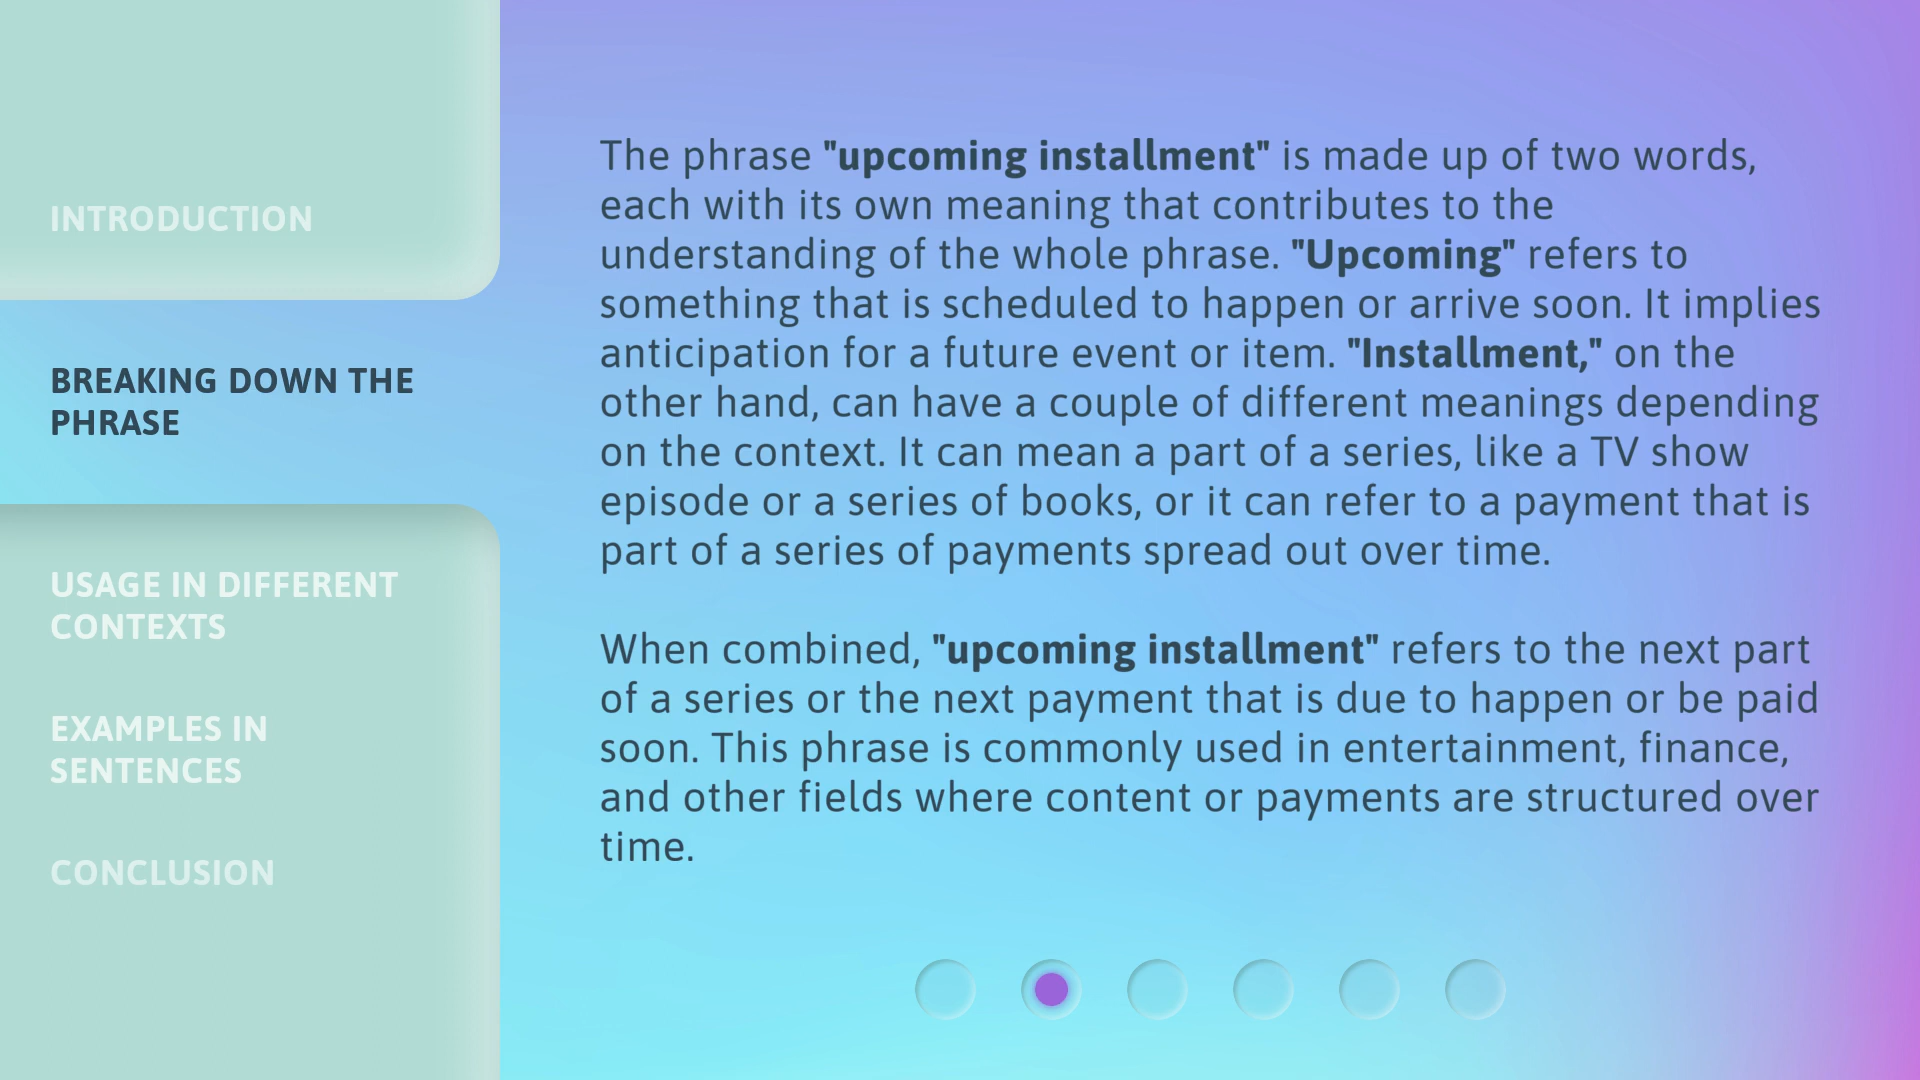 INTRODUCTION
BREAKING DOWN THE
PHRASE
USAGE IN DIFFERENT
CONTEXTS
EXAMPLES IN
SENTENCES
CONCLUSION
The phrase "upcoming installment" is made up of two words,
each with its own meaning that contributes to the
understanding of the whole phrase. "Upcoming" refers to
something that is scheduled to happen or arrive soon. It implies
anticipation for a future event or item. "Installment," on the
other hand, can have a couple of different meanings depending
on the context. It can mean a part of a series, like a TV show
episode or a series of books, or it can refer to a payment that is
part of a series of payments spread out over time.
When combined, "upcoming installment" refers to the next part
of a series or the next payment that is due to happen or be paid
soon. This phrase is commonly used in entertainment, finance,
and other fields where content or payments are structured over
time.